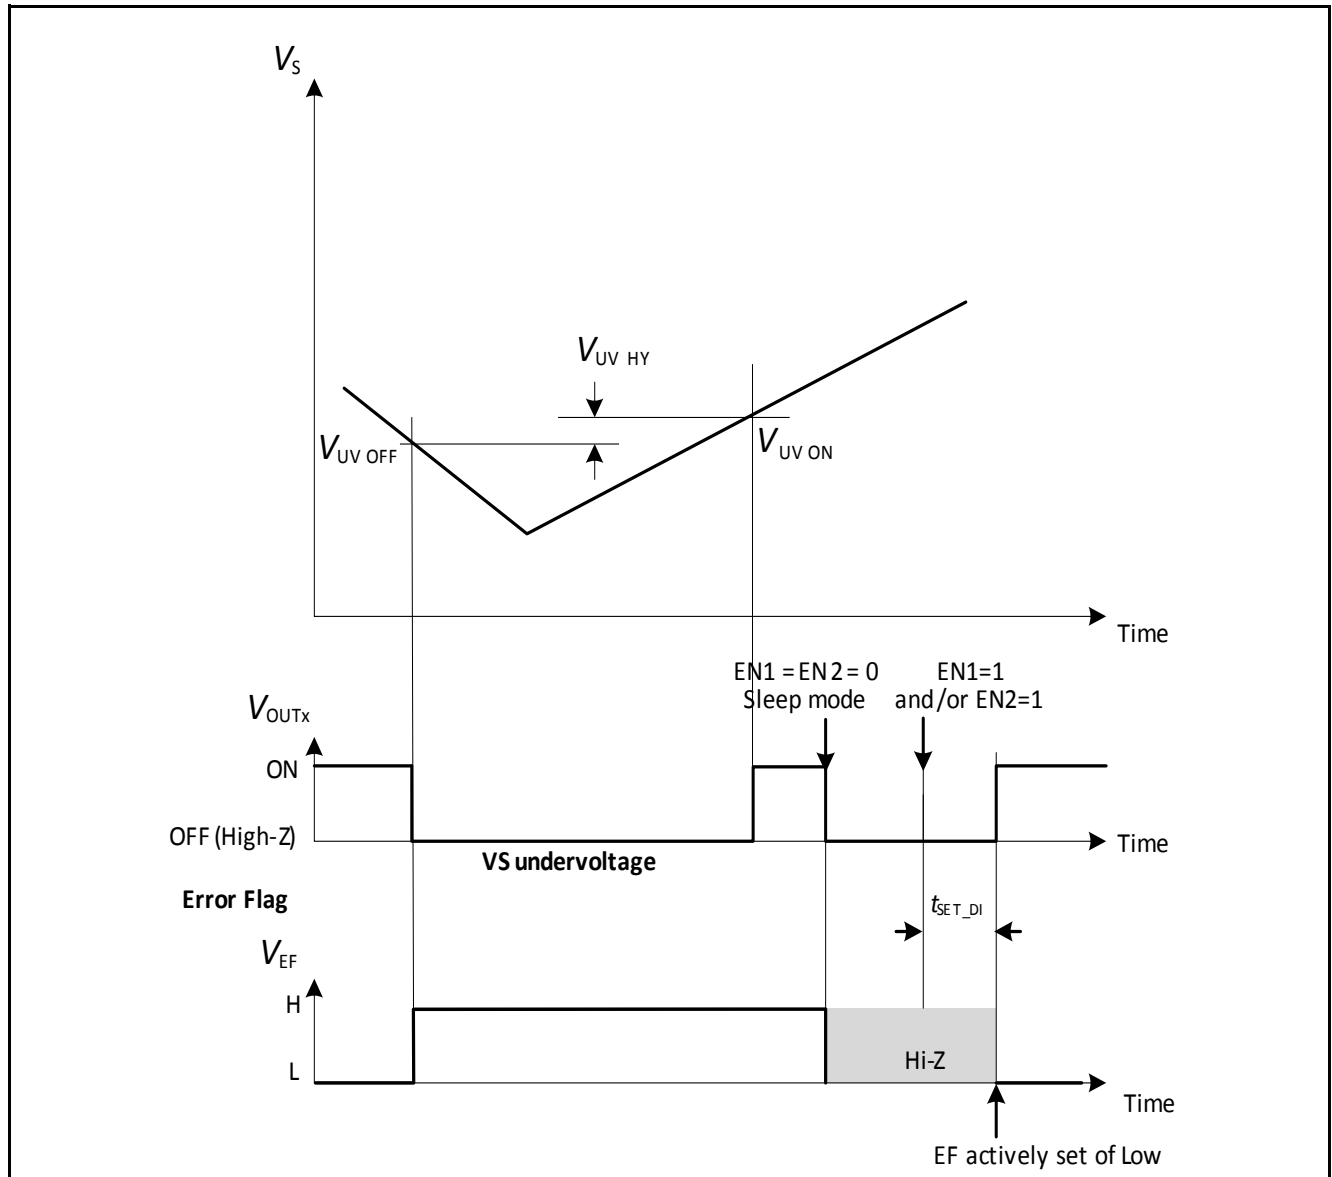 VS
VUV HY
VUV OFF
VUV ON
Time
EN1 = EN2 = 0
Sleep mode
EN1=1
and/or EN2=1
VOUTx
ON
OFF (High-Z)
Time
VS undervoltage
Error Flag
tSET_DI
VEF
H
L
Hi-Z
Time
EF actively set of Low